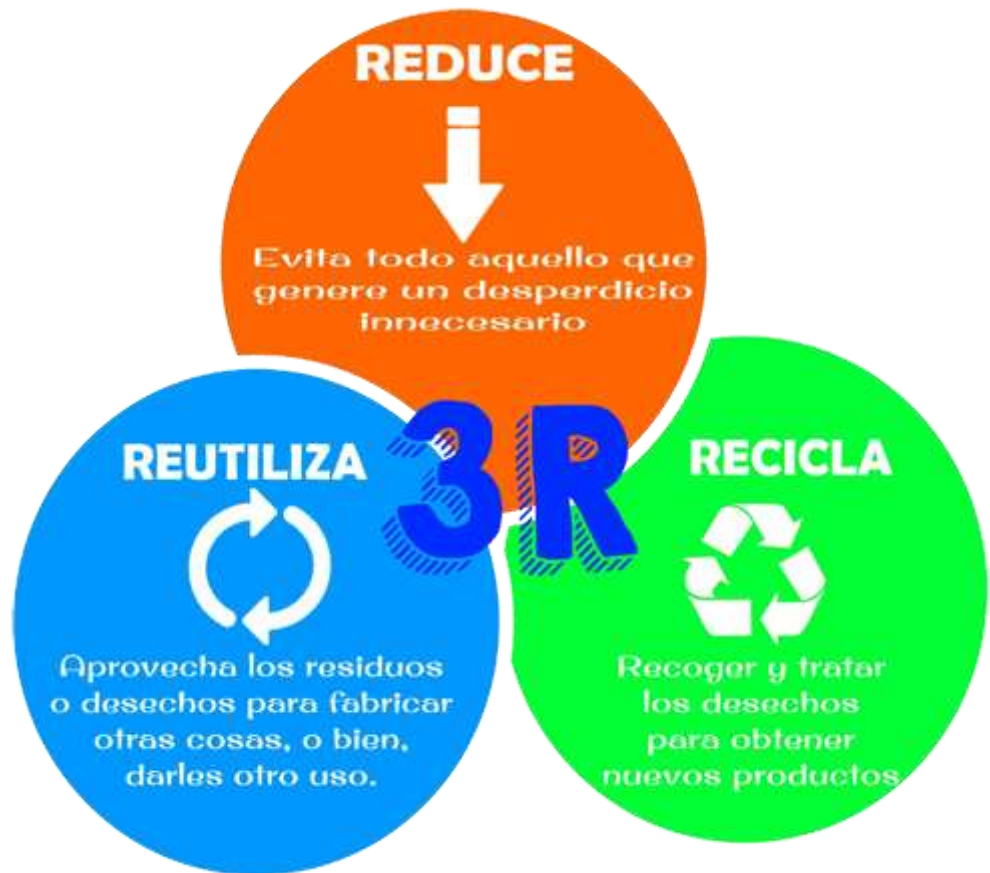 REDUCE
Evita todo aquello que
genere un desperdicio
innecesario
3R
REUTILIZA
Aprovecha los residuos
o desechos para fabricar
otras cosas, o bien,
darles otro uso.
RECICLA
Recoger y tratar
los desechos
para obtener
nuevos productos